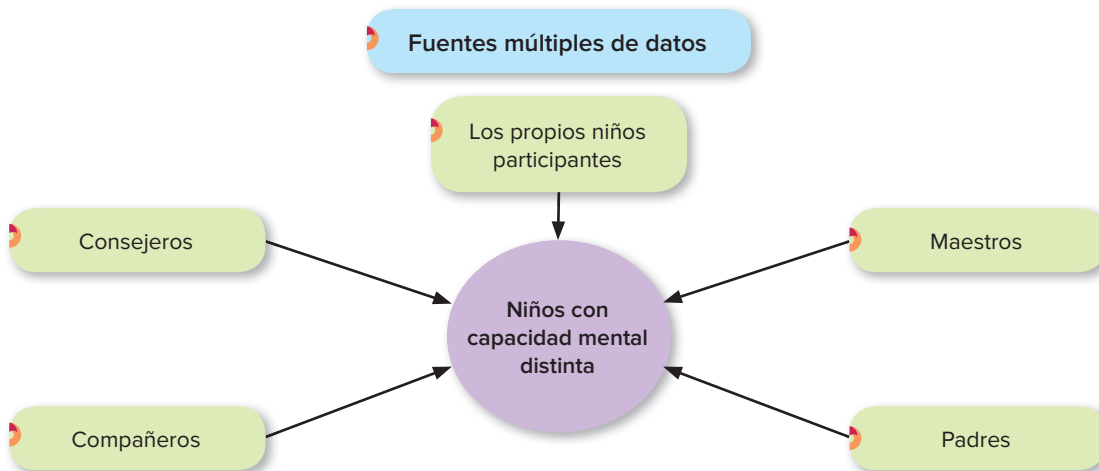 Fuentes múltiples de datos
Los propios niños
participantes
Consejeros
Maestros
Niños con
capacidad mental
distinta
Compañeros
Padres